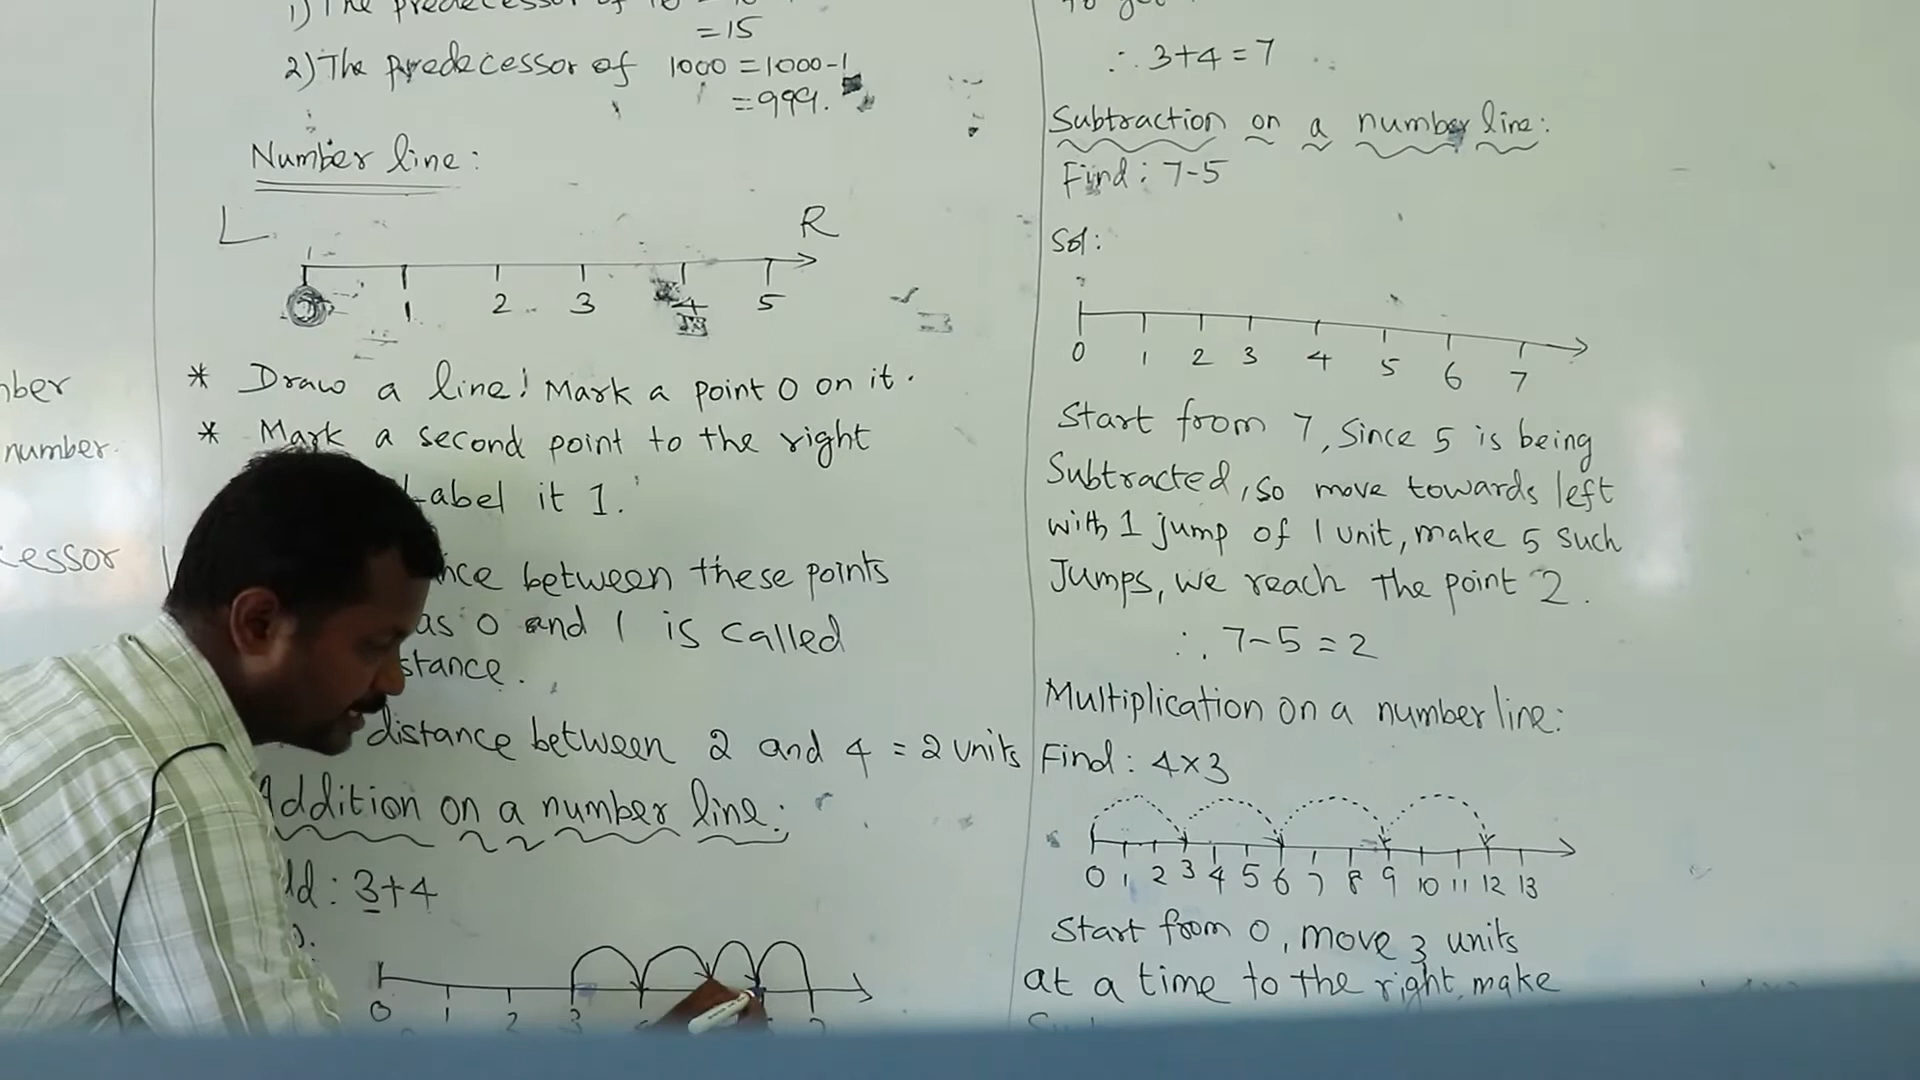 1) The predecessor of
= 15
2) The predecessor of 1000 = 1000-1
= 999.
Number line:
L R
1 2 3 4 5
* Draw a line! Mark a point 0 on it.
* Mark a second point to the right
Label it 1.
between these points
as 0 and 1 is called
distance between 2 and 4 = 2 units
Addition on a number line:
: 3+4
0 1 2 3
number.
∴ 3+4 = 7
Subtraction on a number line:
Find: 7-5
Sol:
0 1 2 3 4 5 6 7
Start from 7, Since 5 is being
Subtracted, so move towards left
with 1 jump of 1 unit, make 5 such
Jumps, we reach the point 2.
∴ 7-5 = 2
Multiplication on a number line:
Find: 4×3
0 1 2 3 4 5 6 7 8 9 10 11 12 13
Start from 0, move 3 units
at a time to the right, make